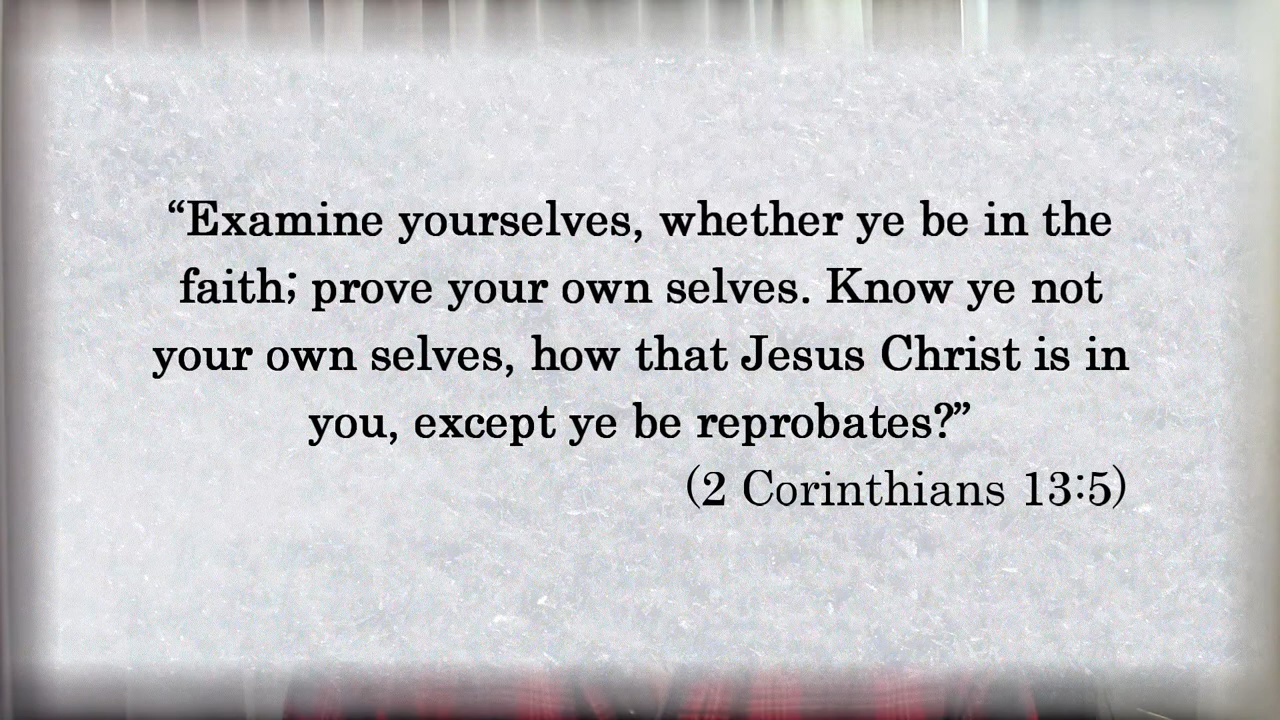 “Examine yourselves, whether ye be in the
faith; prove your own selves. Know ye not
your own selves, how that Jesus Christ is in
you, except ye be reprobates?”
(2 Corinthians 13:5)